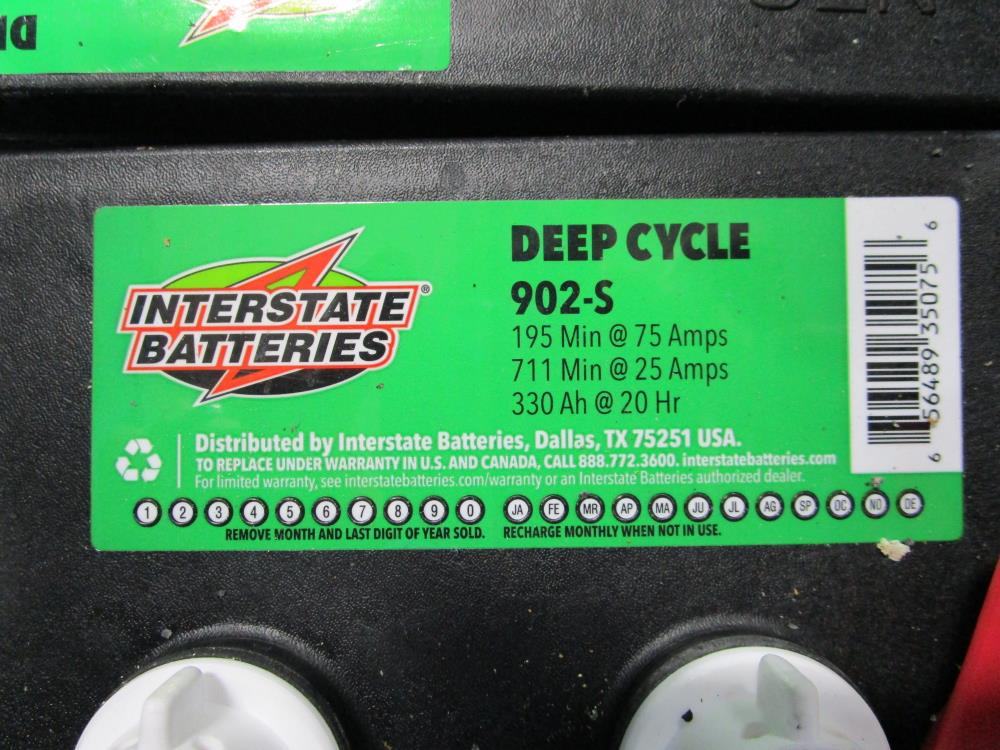 INTERSTATE
BATTERIES®
DEEP CYCLE
902-S
195 Min @ 75 Amps
711 Min @ 25 Amps
330 Ah @ 20 Hr
6 56489 35075 6
Distributed by Interstate Batteries, Dallas, TX 75251 USA.
TO REPLACE UNDER WARRANTY IN U.S. AND CANADA, CALL 888.772.3600. interstatebatteries.com
For limited warranty, see interstatebatteries.com/warranty or an Interstate Batteries authorized dealer.
1 2 3 4 5 6 7 8 9 0 JA FE MR AP MA JU JL AG SP OC NO DE
REMOVE MONTH AND LAST DIGIT OF YEAR SOLD. RECHARGE MONTHLY WHEN NOT IN USE.